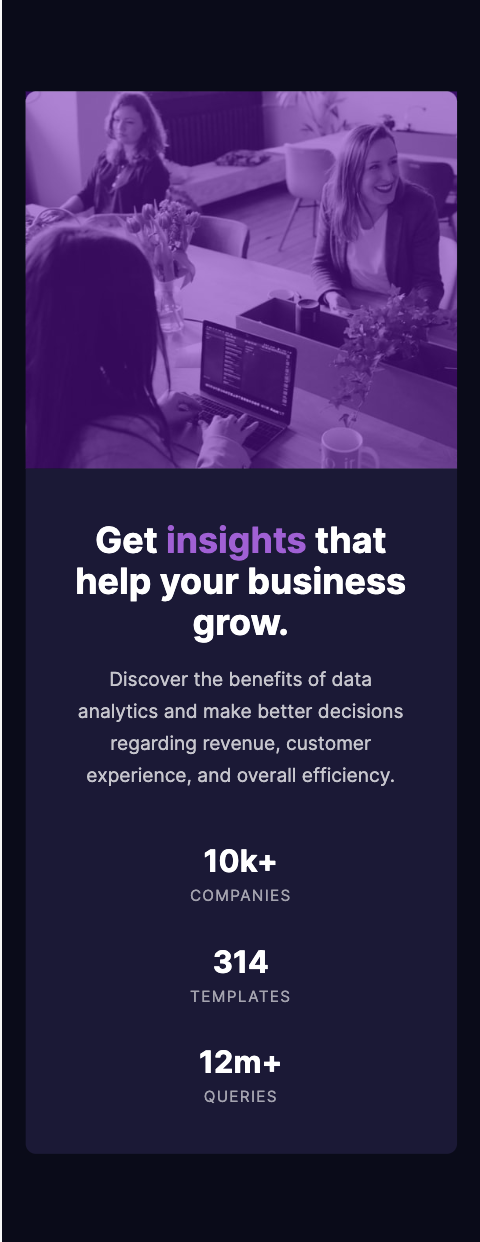 Get insights that
help your business
grow.
Discover the benefits of data
analytics and make better decisions
regarding revenue, customer
experience, and overall efficiency.
10k+
COMPANIES
314
TEMPLATES
12m+
QUERIES